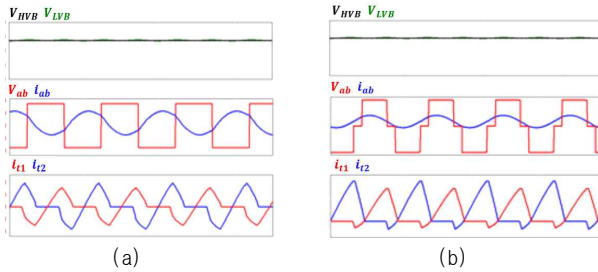 V_HVB V_LVB V_HVB V_LVB
V_ab i_ab V_ab i_ab
i_t1 i_t2 i_t1 i_t2
(a) (b)